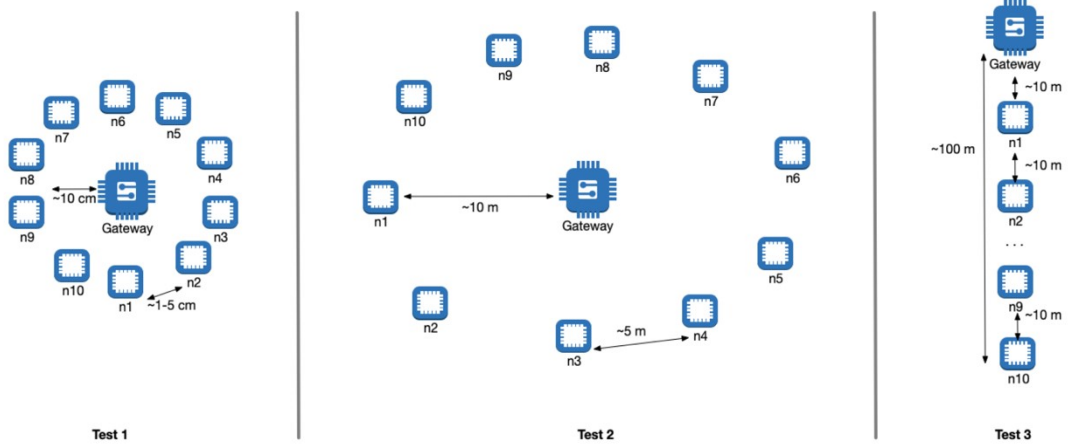 n6
n7
n5
n8
n4
~10 cm
n9
Gateway
n3
n10
n2
n1
~1-5 cm
Test 1
n9
n8
n7
n10
n6
n1
~10 m
Gateway
n5
n2
n4
~5 m
n3
Test 2
Gateway
~10 m
n1
~100 m
~10 m
n2
...
n9
~10 m
n10
Test 3